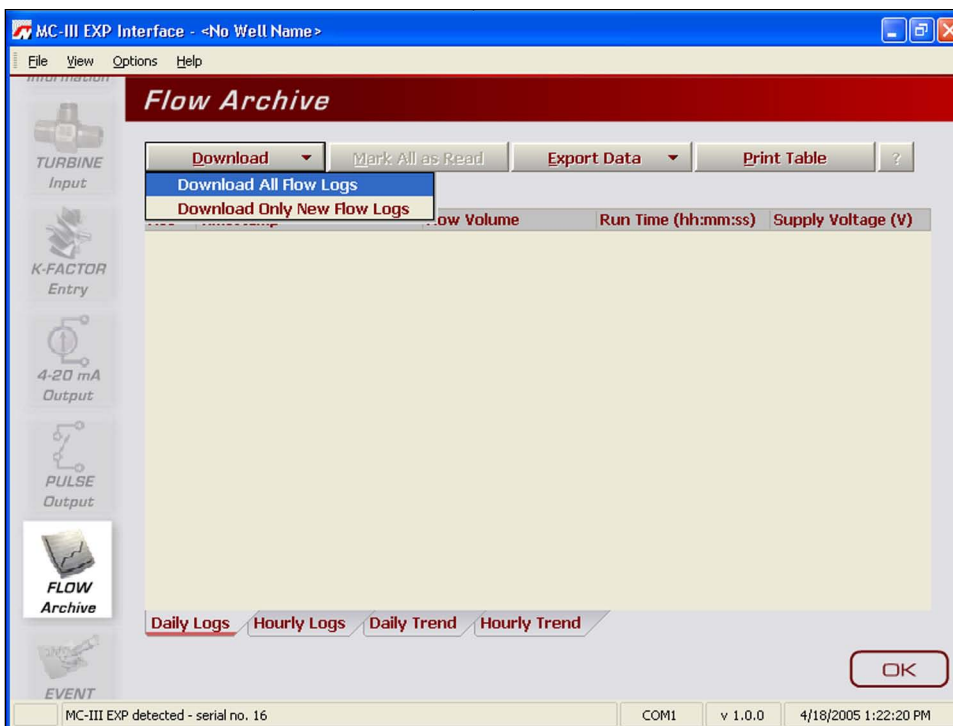 MC-III EXP Interface - <No Well Name>
File View Options Help
Information
Flow Archive
TURBINE
Input
K-FACTOR
Entry
4-20 mA
Output
PULSE
Output
FLOW
Archive
EVENT
Download Mark All as Read Export Data Print Table ?
Download All Flow Logs
Download Only New Flow Logs
Flow Volume Run Time (hh:mm:ss) Supply Voltage (V)
Daily Logs Hourly Logs Daily Trend Hourly Trend
OK
MC-III EXP detected - serial no. 16 COM1 v 1.0.0 4/18/2005 1:22:20 PM